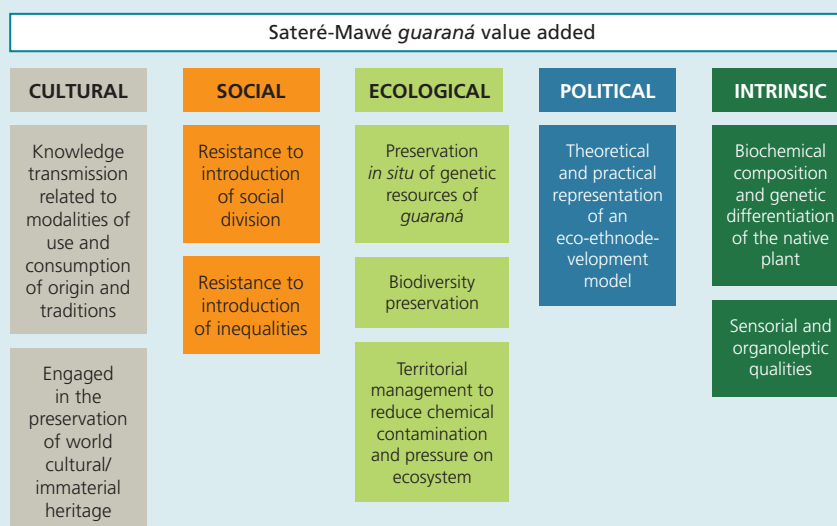 Sateré-Mawé guaraná value added
CULTURAL
Knowledge
transmission
related to
modalities of
use and
consumption
of origin and
traditions
Engaged
in the
preservation
of world
cultural/
immaterial
heritage
SOCIAL
Resistance to
introduction
of social
division
Resistance to
introduction
of inequalities
ECOLOGICAL
Preservation
in situ of genetic
resources of
guaraná
Biodiversity
preservation
Territorial
management to
reduce chemical
contamination
and pressure on
ecosystem
POLITICAL
Theoretical
and practical
representation
of an
eco-ethnode-
velopment
model
INTRINSIC
Biochemical
composition
and genetic
differentiation
of the native
plant
Sensorial and
organoleptic
qualities